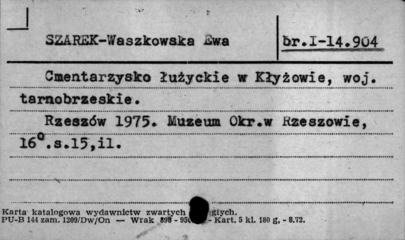 SZAREK-Waszkowska Ewa
br.I-14.904
Cmentarzysko łużyckie w Kłyżowie, woj.
tarnobrzeskie.
Rzeszów 1975. Muzeum Okr.w Rzeszowie,
16°.s.15,il.
Karta katalogowa wydawnictw zwartych
PU-B 144 zam. 1209/Dw/On — Wrak - Kart. 5 kl. 180 g, - 8.72.